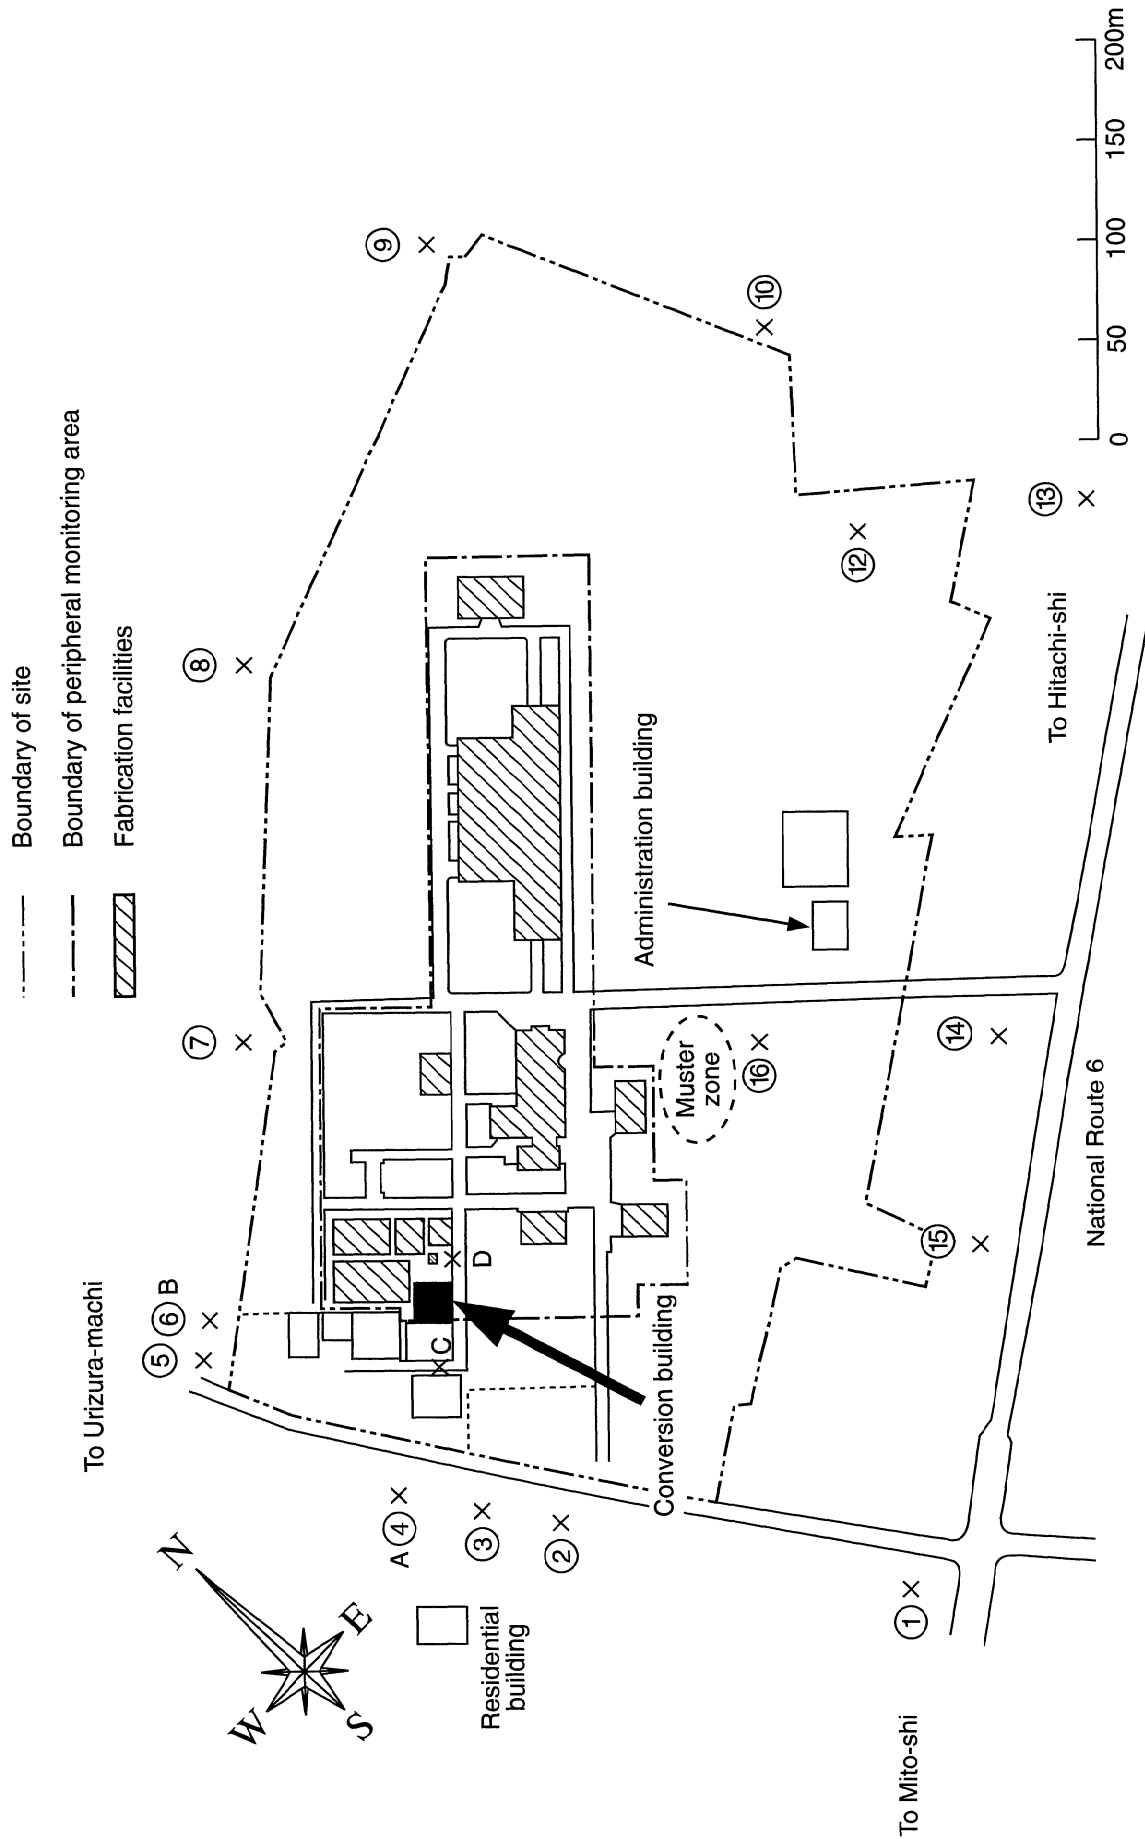 Boundary of site
Boundary of peripheral monitoring area
Fabrication facilities
To Urizura-machi
N
E
W
S
A 4
3
2
5
6 B
7
8
9
10
12
13
14
15
16
1
C
D
Residential
building
Conversion building
Muster
zone
Administration building
To Hitachi-shi
National Route 6
To Mito-shi
0
50
100
150
200m